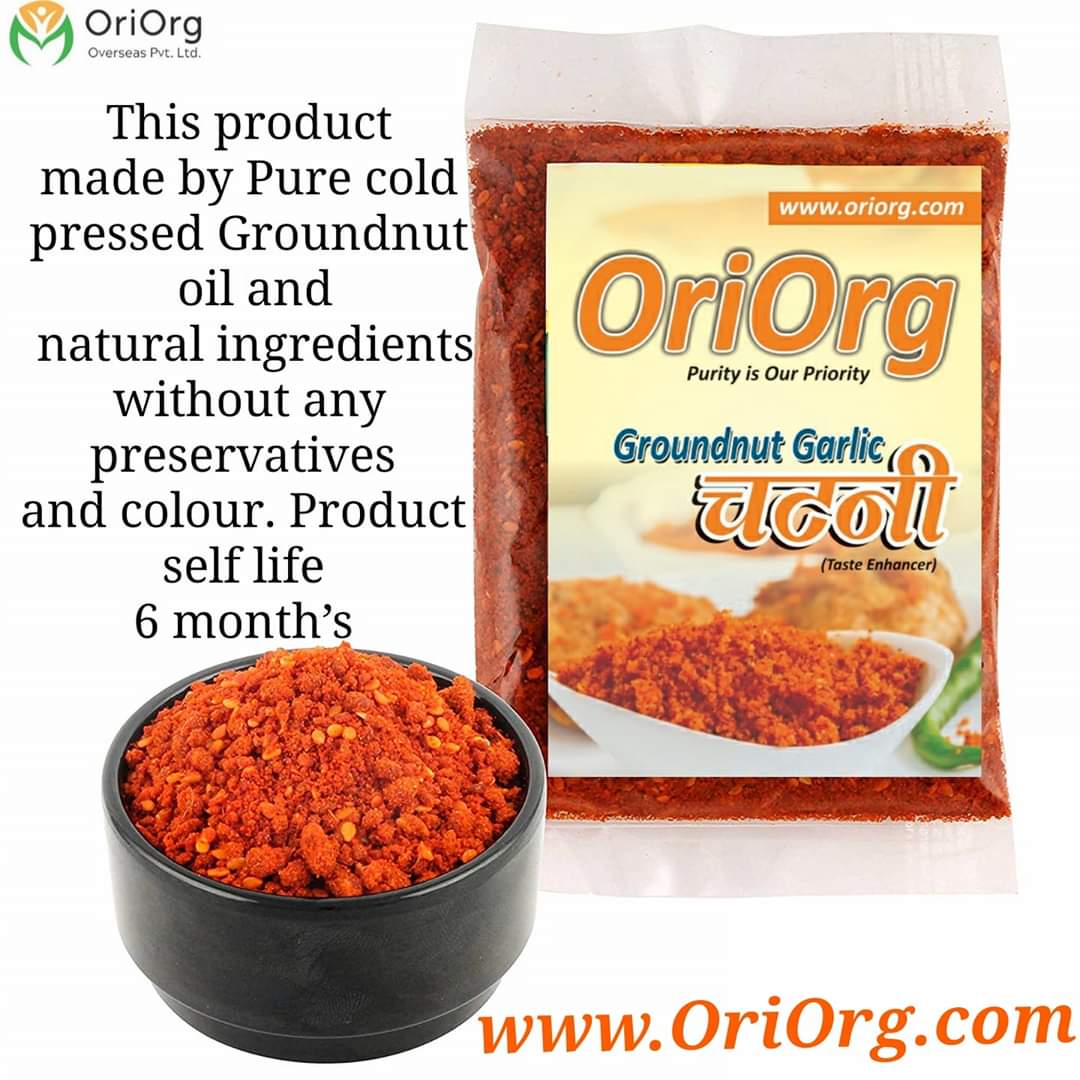 OriOrg
Overseas Pvt. Ltd.
This product
made by Pure cold
pressed Groundnut
oil and
natural ingredients
without any
preservatives
and colour. Product
self life
6 month’s
www.oriorg.com
OriOrg
Purity is Our Priority
Groundnut Garlic
चटनी
(Taste Enhancer)
www.OriOrg.com